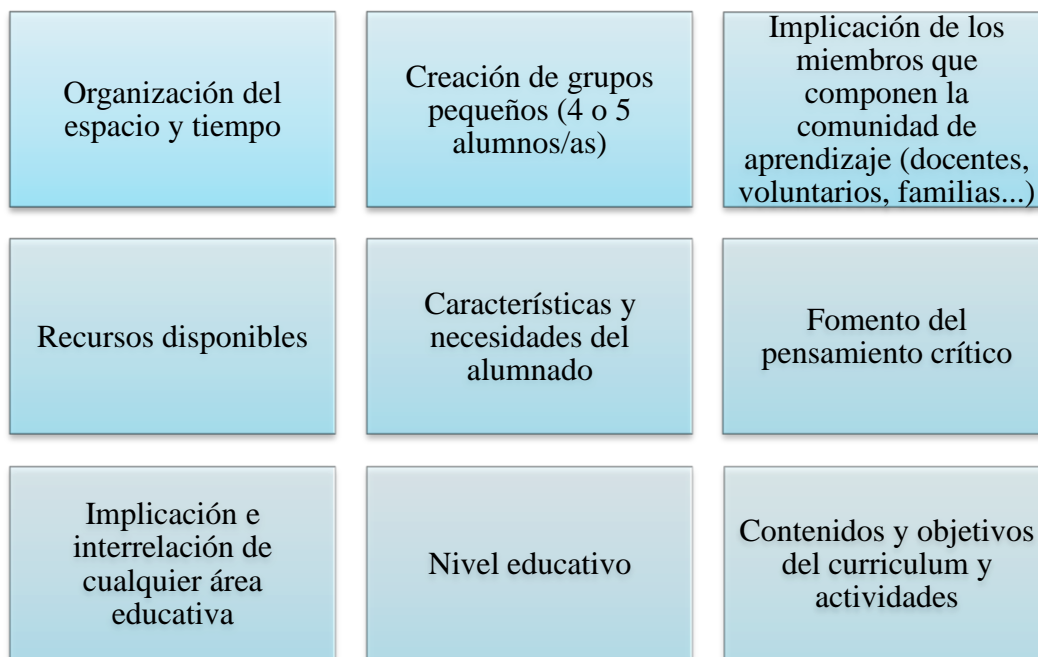 Organización del
espacio y tiempo
Creación de grupos
pequeños (4 o 5
alumnos/as)
Implicación de los
miembros que
componen la
comunidad de
aprendizaje (docentes,
voluntarios, familias...)
Recursos disponibles
Características y
necesidades del
alumnado
Fomento del
pensamiento crítico
Implicación e
interrelación de
cualquier área
educativa
Nivel educativo
Contenidos y objetivos
del curriculum y
actividades